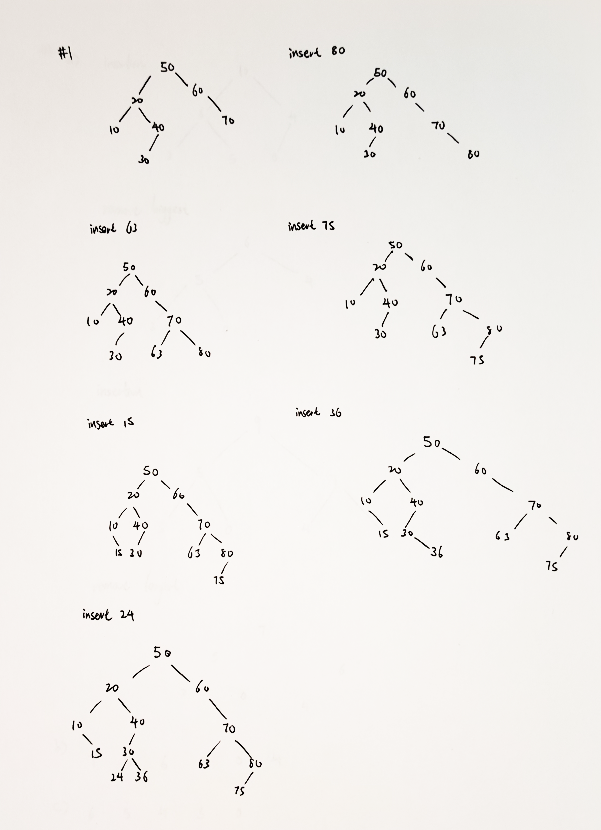 #1 insert 80
50 50
60 20 60
20 70 10 40 70
10 40 30 80
30
insert 63 insert 75
50 50
20 60 20 60
10 40 70 10 40 70
30 63 80 30 63 80
75
insert 15 insert 36
50 50
20 60 20 60
10 40 70 10 40 70
15 30 63 80 15 30 63 80
75 36 75
insert 24
50
20 60
10 40 70
15 30 63 80
24 36 75